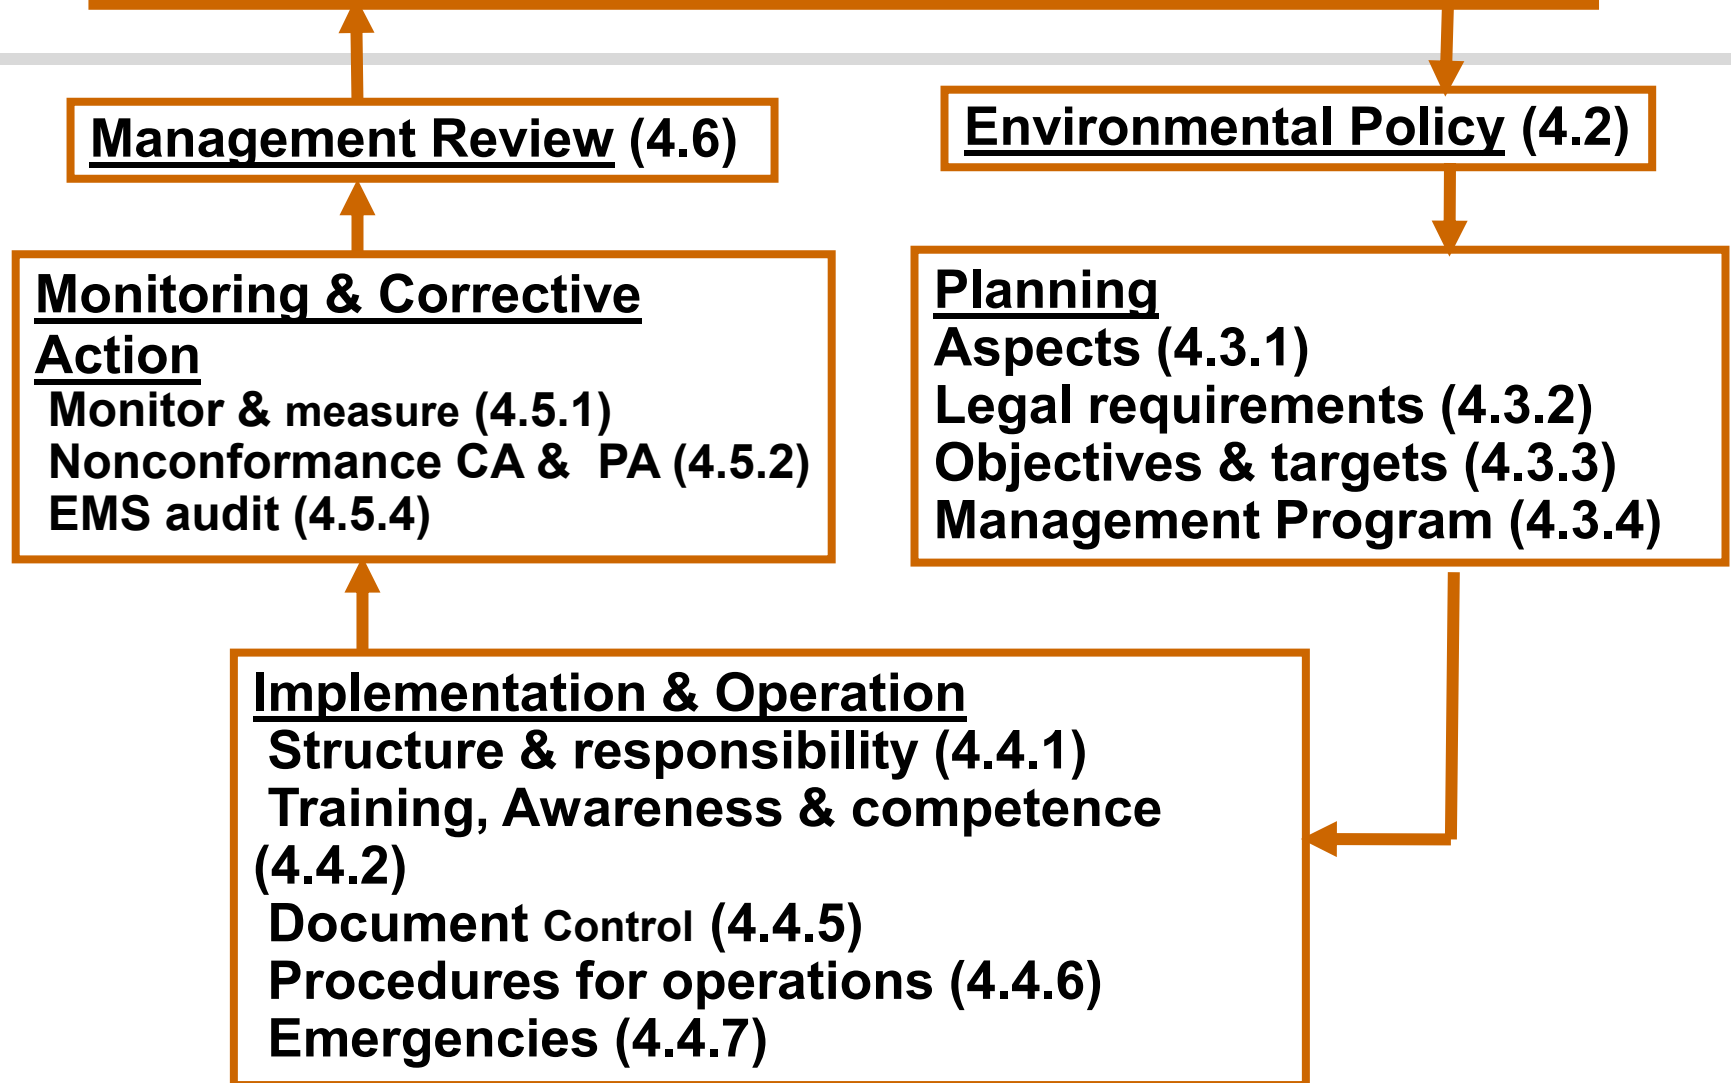 Management Review (4.6)
Environmental Policy (4.2)
Monitoring & Corrective
Action
Monitor & measure (4.5.1)
Nonconformance CA & PA (4.5.2)
EMS audit (4.5.4)
Planning
Aspects (4.3.1)
Legal requirements (4.3.2)
Objectives & targets (4.3.3)
Management Program (4.3.4)
Implementation & Operation
Structure & responsibility (4.4.1)
Training, Awareness & competence
(4.4.2)
Document Control (4.4.5)
Procedures for operations (4.4.6)
Emergencies (4.4.7)